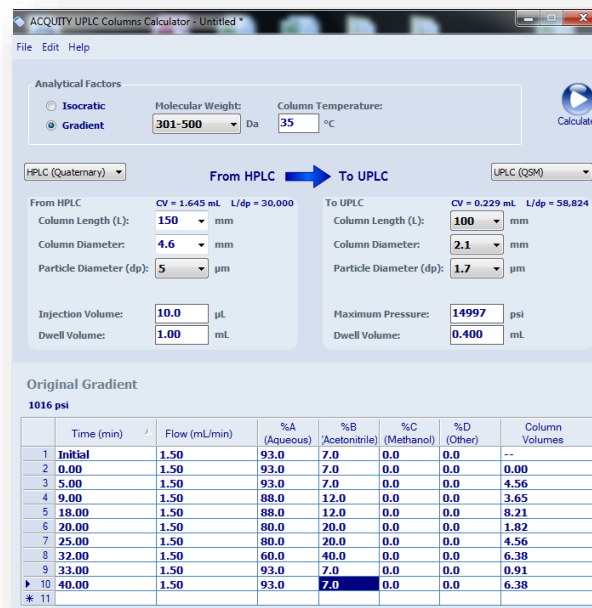 ACQUITY UPLC Columns Calculator - Untitled *
File Edit Help
Analytical Factors
Isocratic
Gradient
Molecular Weight:
301-500 Da
Column Temperature:
35 °C
Calculate
HPLC (Quaternary)
From HPLC To UPLC
UPLC (QSM)
From HPLC CV = 1.645 mL L/dp = 30,000
Column Length (L): 150 mm
Column Diameter: 4.6 mm
Particle Diameter (dp): 5 µm
Injection Volume: 10.0 µL
Dwell Volume: 1.00 mL
To UPLC CV = 0.229 mL L/dp = 58,824
Column Length (L): 100 mm
Column Diameter: 2.1 mm
Particle Diameter (dp): 1.7 µm
Maximum Pressure: 14997 psi
Dwell Volume: 0.400 mL
Original Gradient
1016 psi
Time (min) Flow (mL/min) %A (Aqueous) %B (Acetonitrile) %C (Methanol) %D (Other) Column Volumes
1 Initial 1.50 93.0 7.0 0.0 0.0 --
2 0.00 1.50 93.0 7.0 0.0 0.0 0.00
3 5.00 1.50 93.0 7.0 0.0 0.0 4.56
4 9.00 1.50 88.0 12.0 0.0 0.0 3.65
5 18.00 1.50 88.0 12.0 0.0 0.0 8.21
6 20.00 1.50 80.0 20.0 0.0 0.0 1.82
7 25.00 1.50 80.0 20.0 0.0 0.0 4.56
8 32.00 1.50 60.0 40.0 0.0 0.0 6.38
9 33.00 1.50 93.0 7.0 0.0 0.0 0.91
10 40.00 1.50 93.0 7.0 0.0 0.0 6.38
* 11